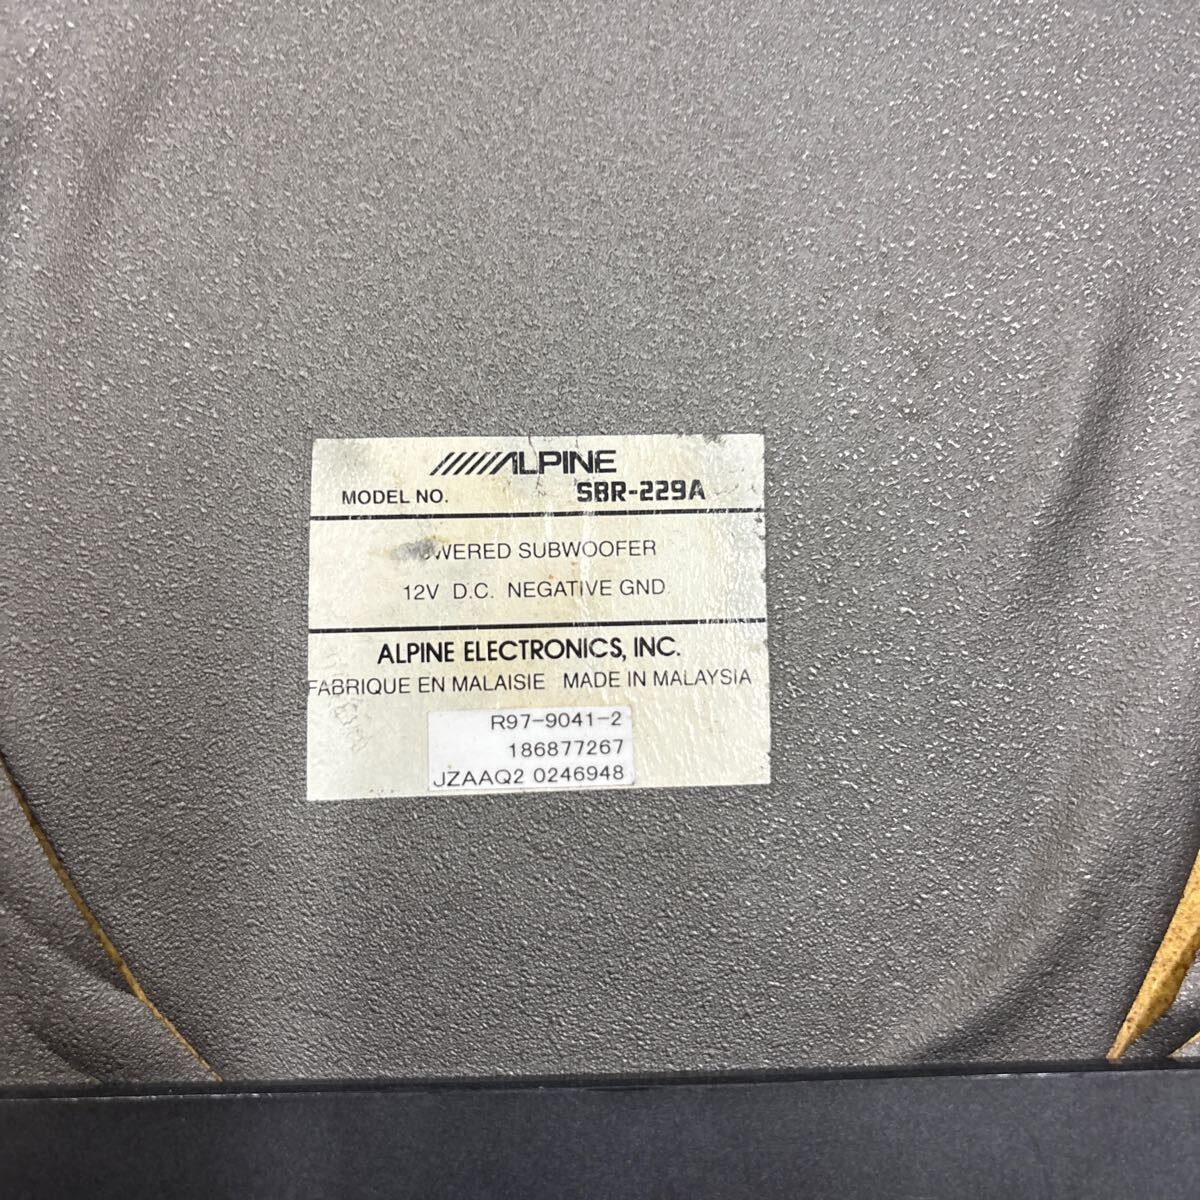 ALPINE
MODEL NO. SBR-229A
SUBWOOFER
12V D.C. NEGATIVE GND.
ALPINE ELECTRONICS, INC.
FABRIQUE EN MALAISIE MADE IN MALAYSIA
R97-9041-2
186877267
JZAAQ2 0246948